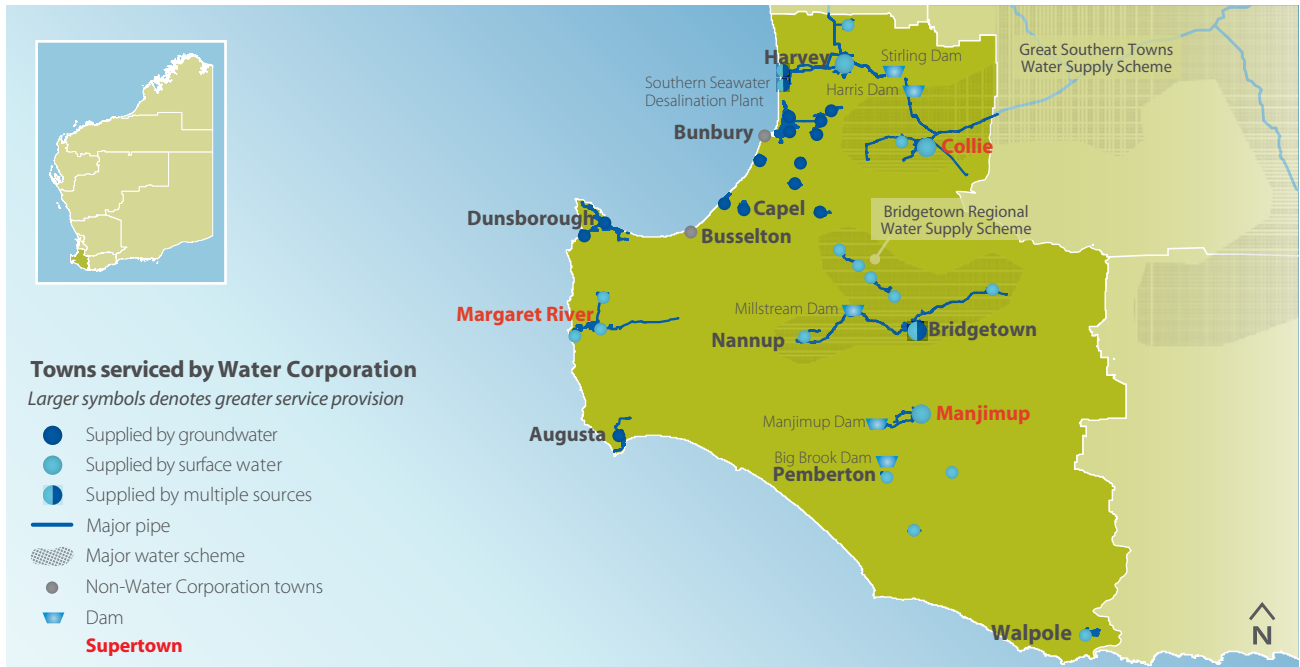 Harvey
Stirling Dam
Great Southern Towns
Water Supply Scheme
Southern Seawater
Desalination Plant
Harris Dam
Bunbury
Collie
Dunsborough
Capel
Bridgetown Regional
Water Supply Scheme
Busselton
Margaret River
Millstream Dam
Nannup
Bridgetown
Towns serviced by Water Corporation
Larger symbols denotes greater service provision
Supplied by groundwater
Supplied by surface water
Supplied by multiple sources
Major pipe
Major water scheme
Non-Water Corporation towns
Dam
Supertown
Augusta
Manjimup Dam
Manjimup
Big Brook Dam
Pemberton
Walpole
N